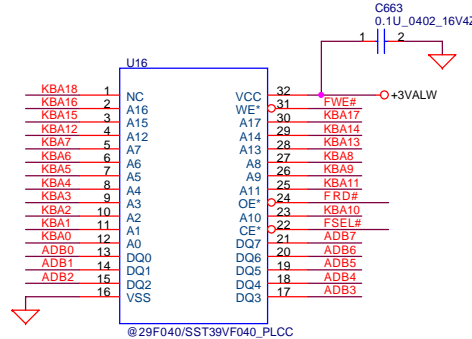 C663
0.1U_0402_16V4Z
1 2
U16
+3VALW
KBA18 1 NC VCC 32
KBA16 2 A16 WE* 31 FWE#
KBA15 3 A15 A17 30 KBA17
KBA12 4 A12 A14 29 KBA14
KBA7 5 A7 A13 28 KBA13
KBA6 6 A6 A8 27 KBA8
KBA5 7 A5 A9 26 KBA9
KBA4 8 A4 A11 25 KBA11
KBA3 9 A3 OE* 24 FRD#
KBA2 10 A2 A10 23 KBA10
KBA1 11 A1 CE* 22 FSEL#
KBA0 12 A0 DQ7 21 ADB7
ADB0 13 DQ0 DQ6 20 ADB6
ADB1 14 DQ1 DQ5 19 ADB5
ADB2 15 DQ2 DQ4 18 ADB4
16 VSS DQ3 17 ADB3
@29F040/SST39VF040_PLCC